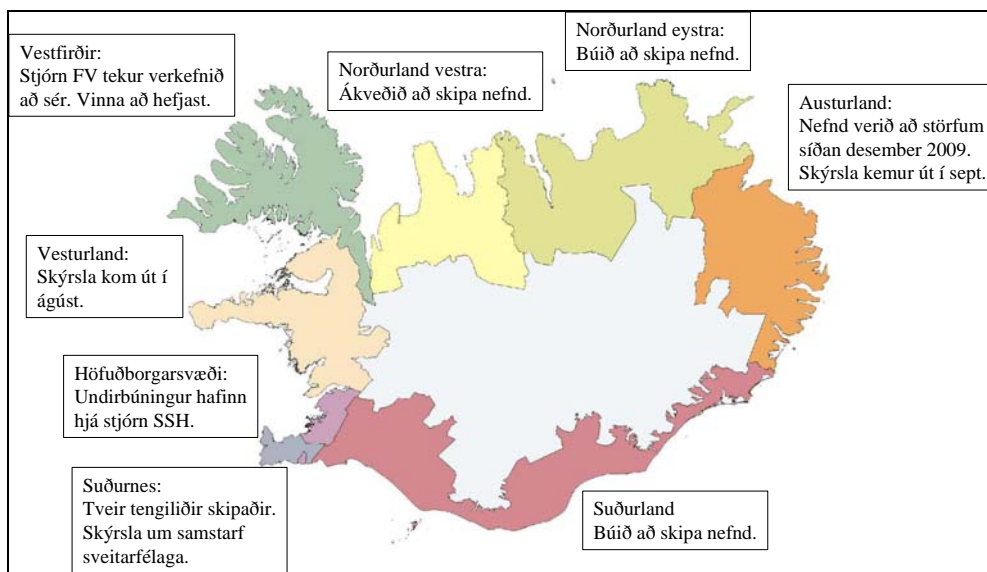 Vestfirðir:
Stjórn FV tekur verkefnið
að sér. Vinna að hefjast.
Norðurland vestra:
Ákveðið að skipa nefnd.
Norðurland eystra:
Búið að skipa nefnd.
Austurland:
Nefnd verið að störfum
síðan desember 2009.
Skýrsla kemur út í sept.
Vesturland:
Skýrsla kom út í
ágúst.
Höfuðborgarsvæði:
Undirbúningur hafinn
hjá stjórn SSH.
Suðurnes:
Tveir tengiliðir skipaðir.
Skýrsla um samstarf
sveitarfélaga.
Suðurland
Búið að skipa nefnd.